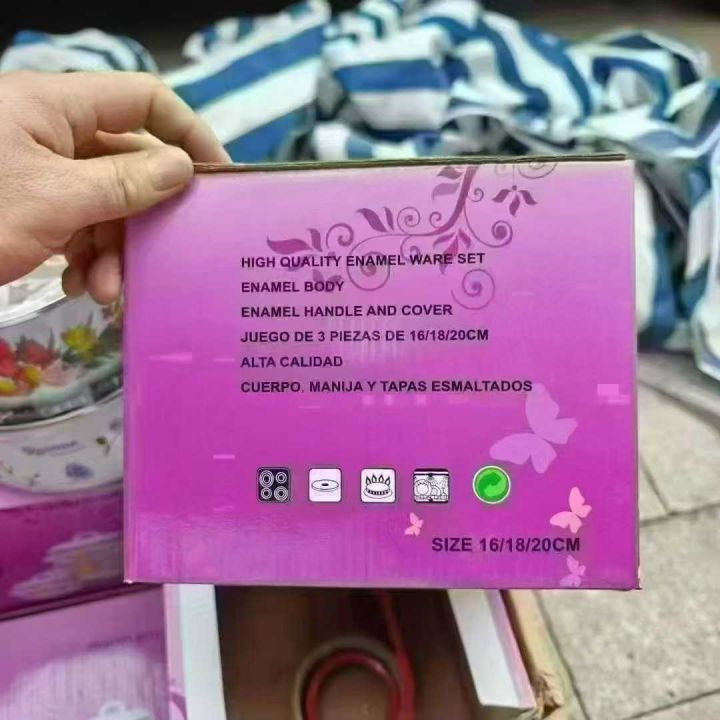 HIGH QUALITY ENAMEL WARE SET
ENAMEL BODY
ENAMEL HANDLE AND COVER
JUEGO DE 3 PIEZAS DE 16/18/20CM
ALTA CALIDAD
CUERPO, MANIJA Y TAPAS ESMALTADOS
SIZE 16/18/20CM